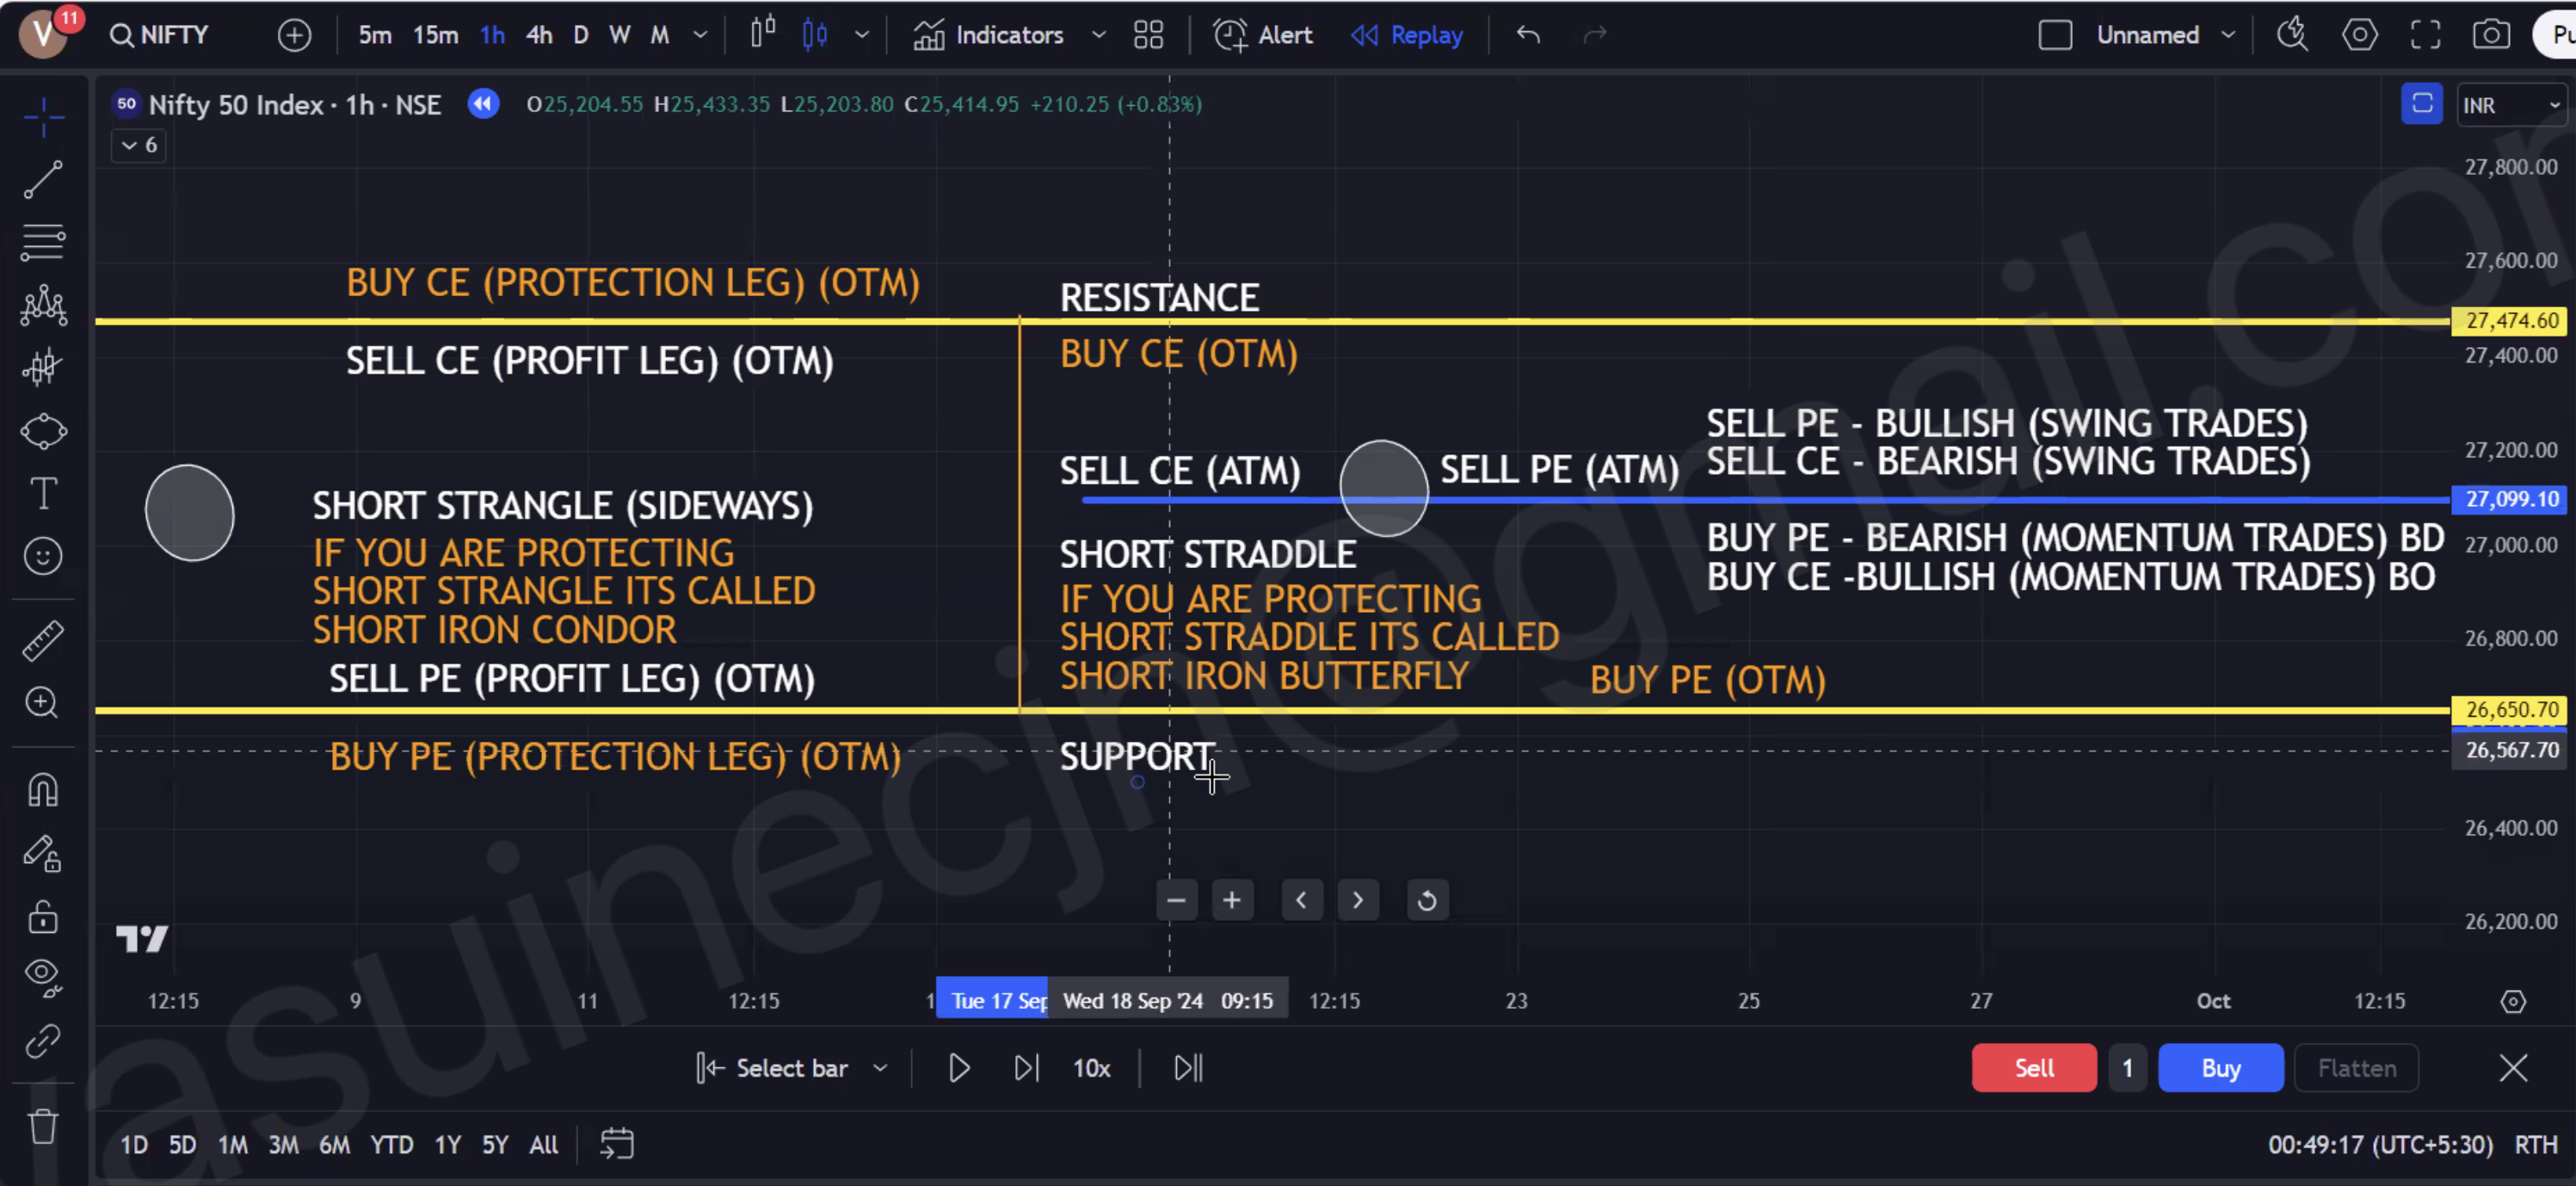 V
11
NIFTY
5m 15m 1h 4h D W M
Indicators
Alert
Replay
Unnamed
Pu
50 Nifty 50 Index · 1h · NSE
O25,204.55 H25,433.35 L25,203.80 C25,414.95 +210.25 (+0.83%)
INR
6
27,800.00
27,600.00
27,474.60
27,400.00
27,200.00
27,099.10
27,000.00
26,800.00
26,650.70
26,567.70
26,400.00
26,200.00
BUY CE (PROTECTION LEG) (OTM)
SELL CE (PROFIT LEG) (OTM)
SHORT STRANGLE (SIDEWAYS)
IF YOU ARE PROTECTING
SHORT STRANGLE ITS CALLED
SHORT IRON CONDOR
SELL PE (PROFIT LEG) (OTM)
BUY PE (PROTECTION LEG) (OTM)
RESISTANCE
BUY CE (OTM)
SELL CE (ATM)
SELL PE (ATM)
SHORT STRADDLE
IF YOU ARE PROTECTING
SHORT STRADDLE ITS CALLED
SHORT IRON BUTTERFLY
BUY PE (OTM)
SUPPORT
SELL PE - BULLISH (SWING TRADES)
SELL CE - BEARISH (SWING TRADES)
BUY PE - BEARISH (MOMENTUM TRADES) BD
BUY CE -BULLISH (MOMENTUM TRADES) BO
asuinecjn@gmail.com
12:15 9 11 12:15 1 Tue 17 Sep Wed 18 Sep '24 09:15 12:15 23 25 27 Oct 12:15
Select bar
10x
Sell 1 Buy Flatten
1D 5D 1M 3M 6M YTD 1Y 5Y All
00:49:17 (UTC+5:30) RTH